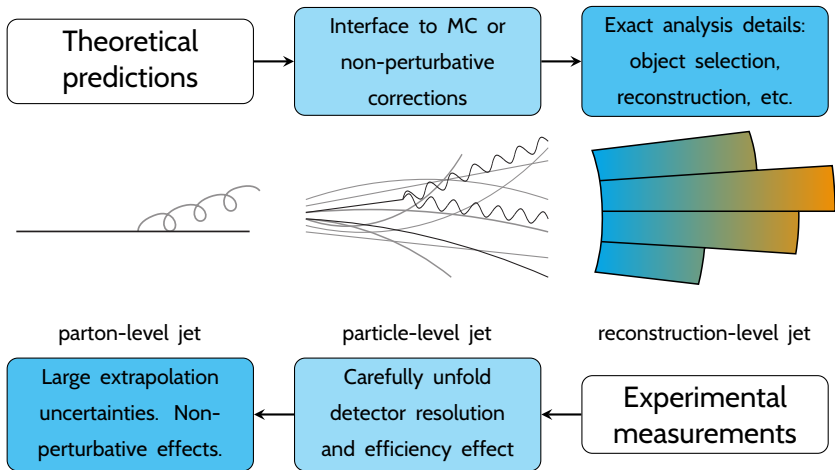 Theoretical
predictions
Interface to MC or
non-perturbative
corrections
Exact analysis details:
object selection,
reconstruction, etc.
parton-level jet
particle-level jet
reconstruction-level jet
Large extrapolation
uncertainties. Non-
perturbative effects.
Carefully unfold
detector resolution
and efficiency effect
Experimental
measurements